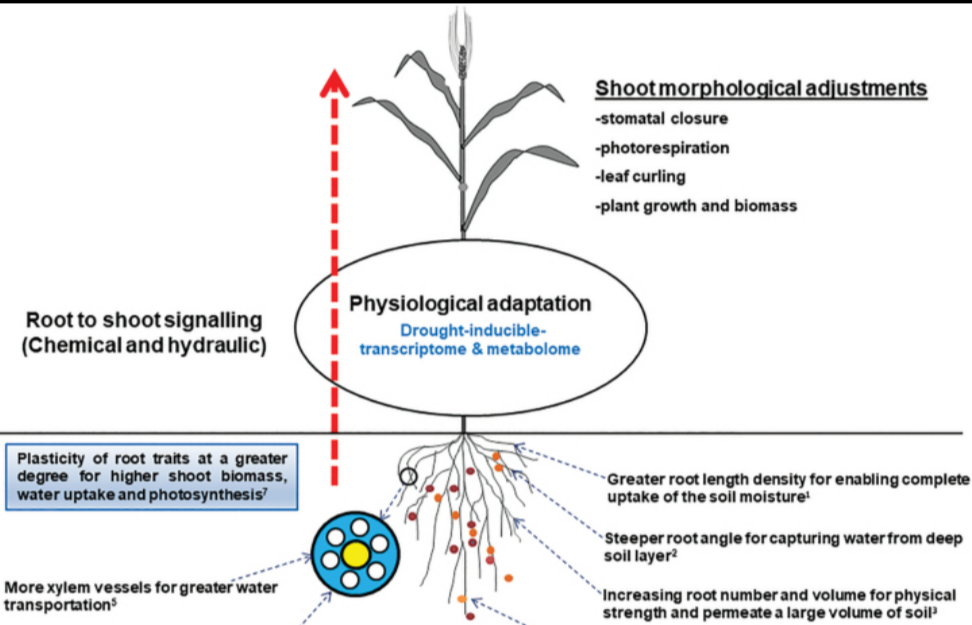 Shoot morphological adjustments
-stomatal closure
-photorespiration
-leaf curling
-plant growth and biomass
Physiological adaptation
Drought-inducible-
transcriptome & metabolome
Root to shoot signalling
(Chemical and hydraulic)
Plasticity of root traits at a greater
degree for higher shoot biomass,
water uptake and photosynthesis⁷
Greater root length density for enabling complete
uptake of the soil moisture¹
Steeper root angle for capturing water from deep
soil layer²
More xylem vessels for greater water
transportation⁵
Increasing root number and volume for physical
strength and permeate a large volume of soil³